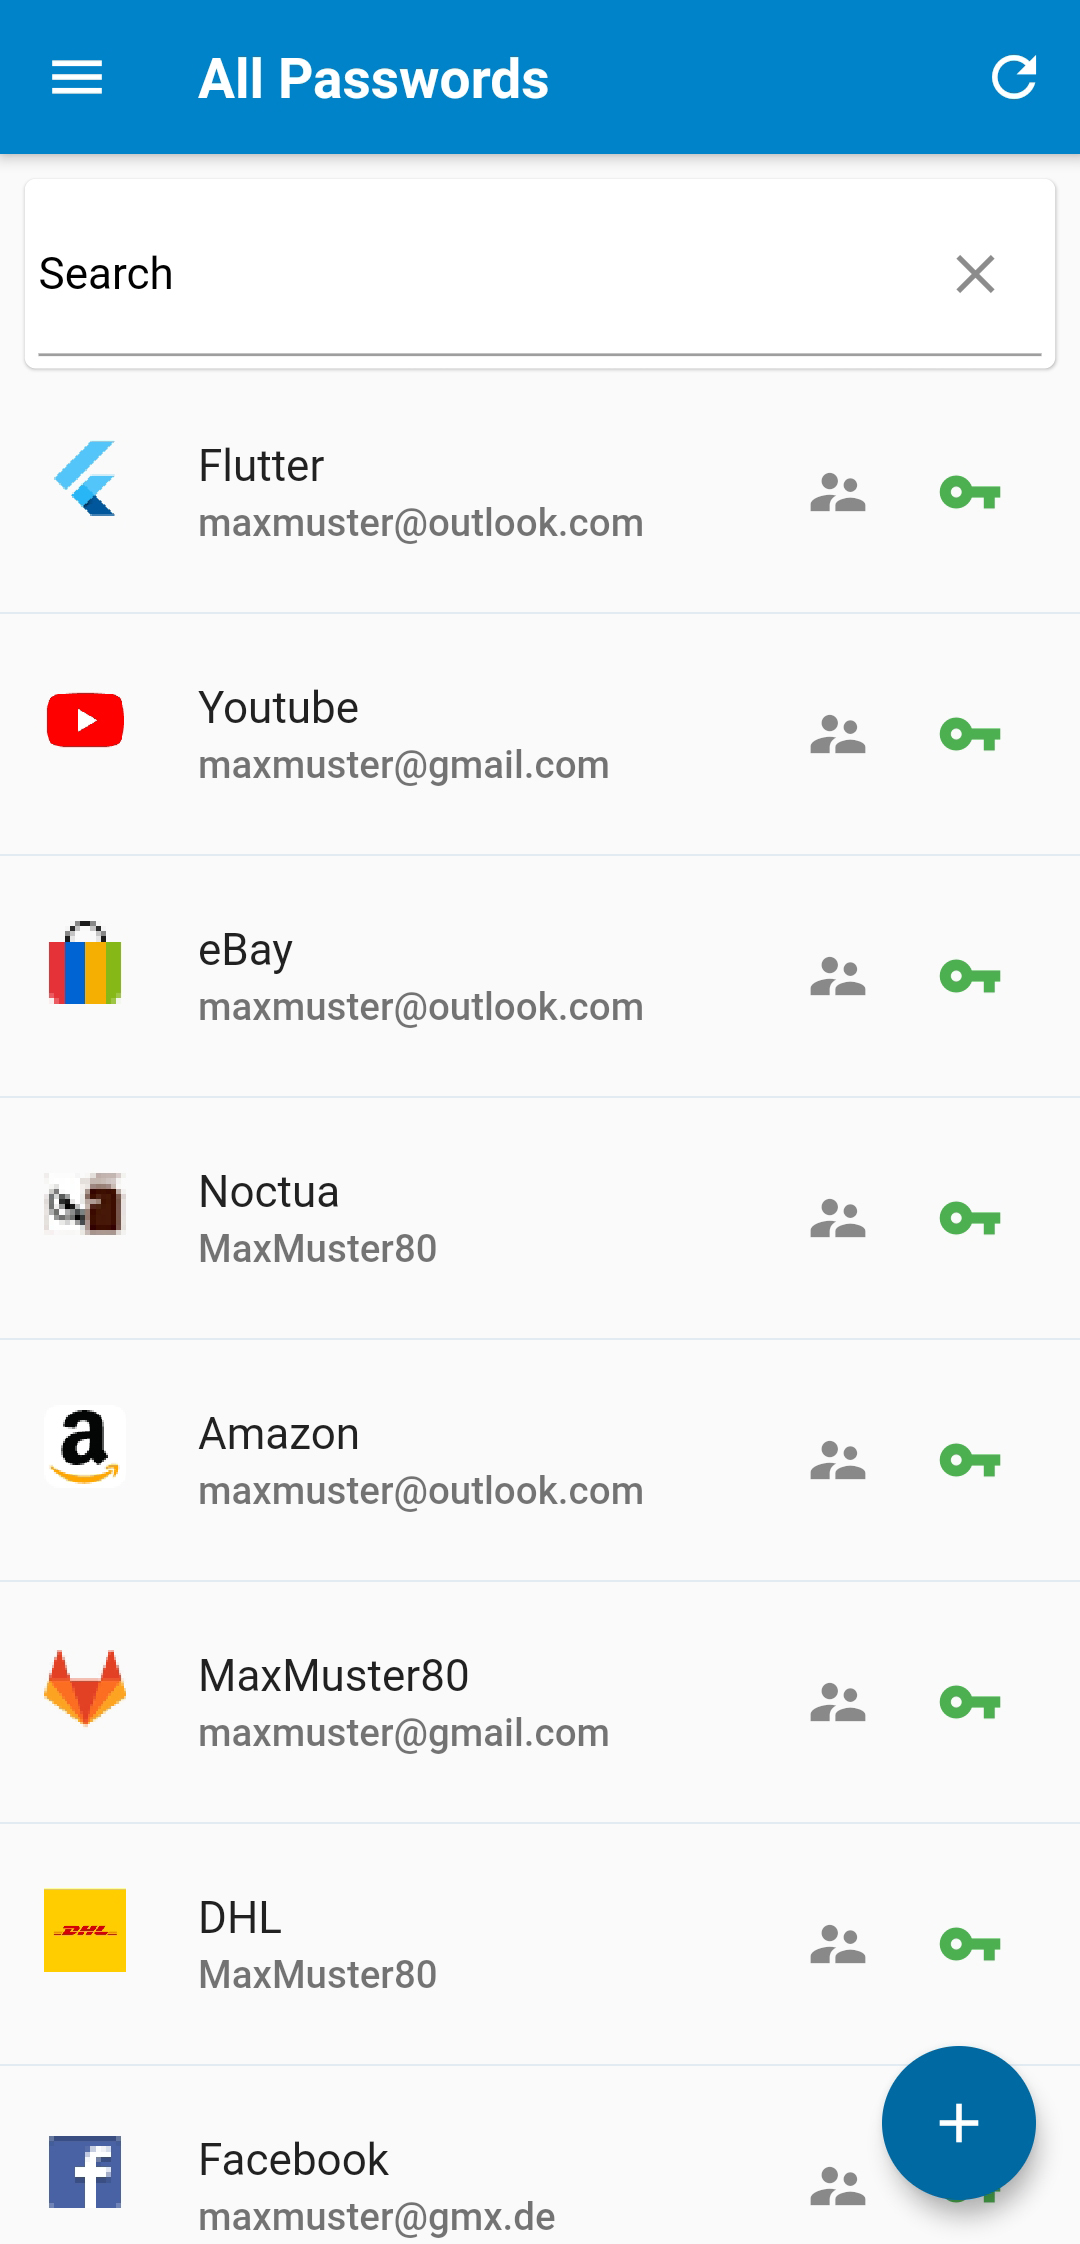 All Passwords
Search
Flutter
maxmuster@outlook.com
Youtube
maxmuster@gmail.com
eBay
maxmuster@outlook.com
Noctua
MaxMuster80
Amazon
maxmuster@outlook.com
MaxMuster80
maxmuster@gmail.com
DHL
DHL
MaxMuster80
Facebook
maxmuster@gmx.de